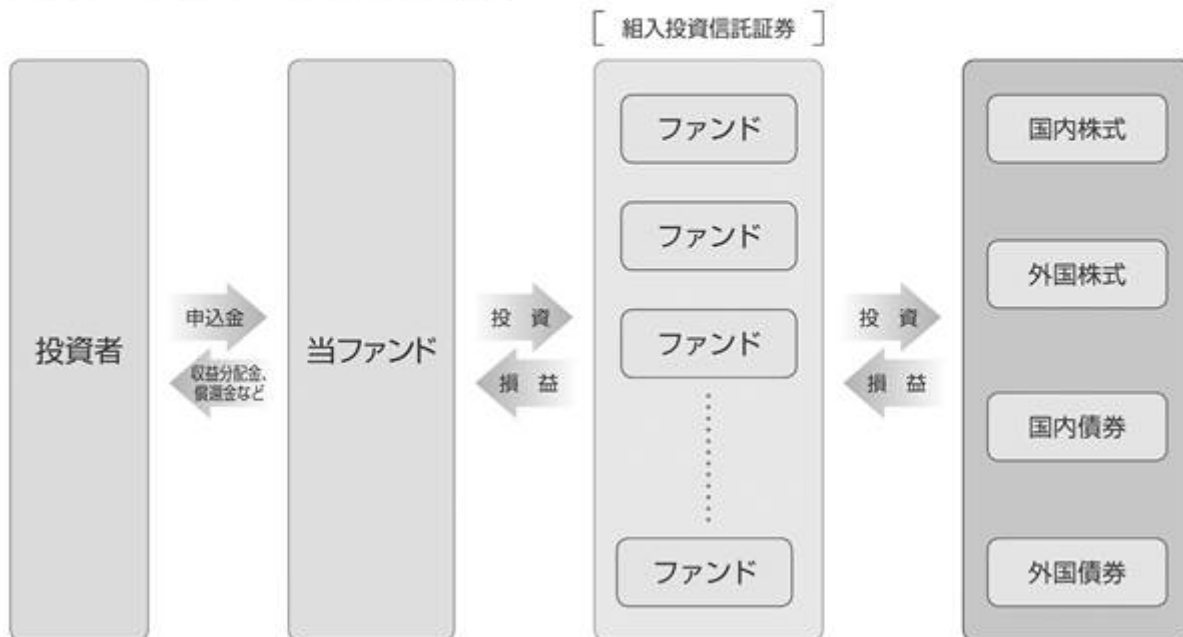 組入投資信託証券
投資者
申込金
収益分配金、
償還金など
当ファンド
投 資
損 益
ファンド
ファンド
ファンド
ファンド
投 資
損 益
国内株式
外国株式
国内債券
外国債券